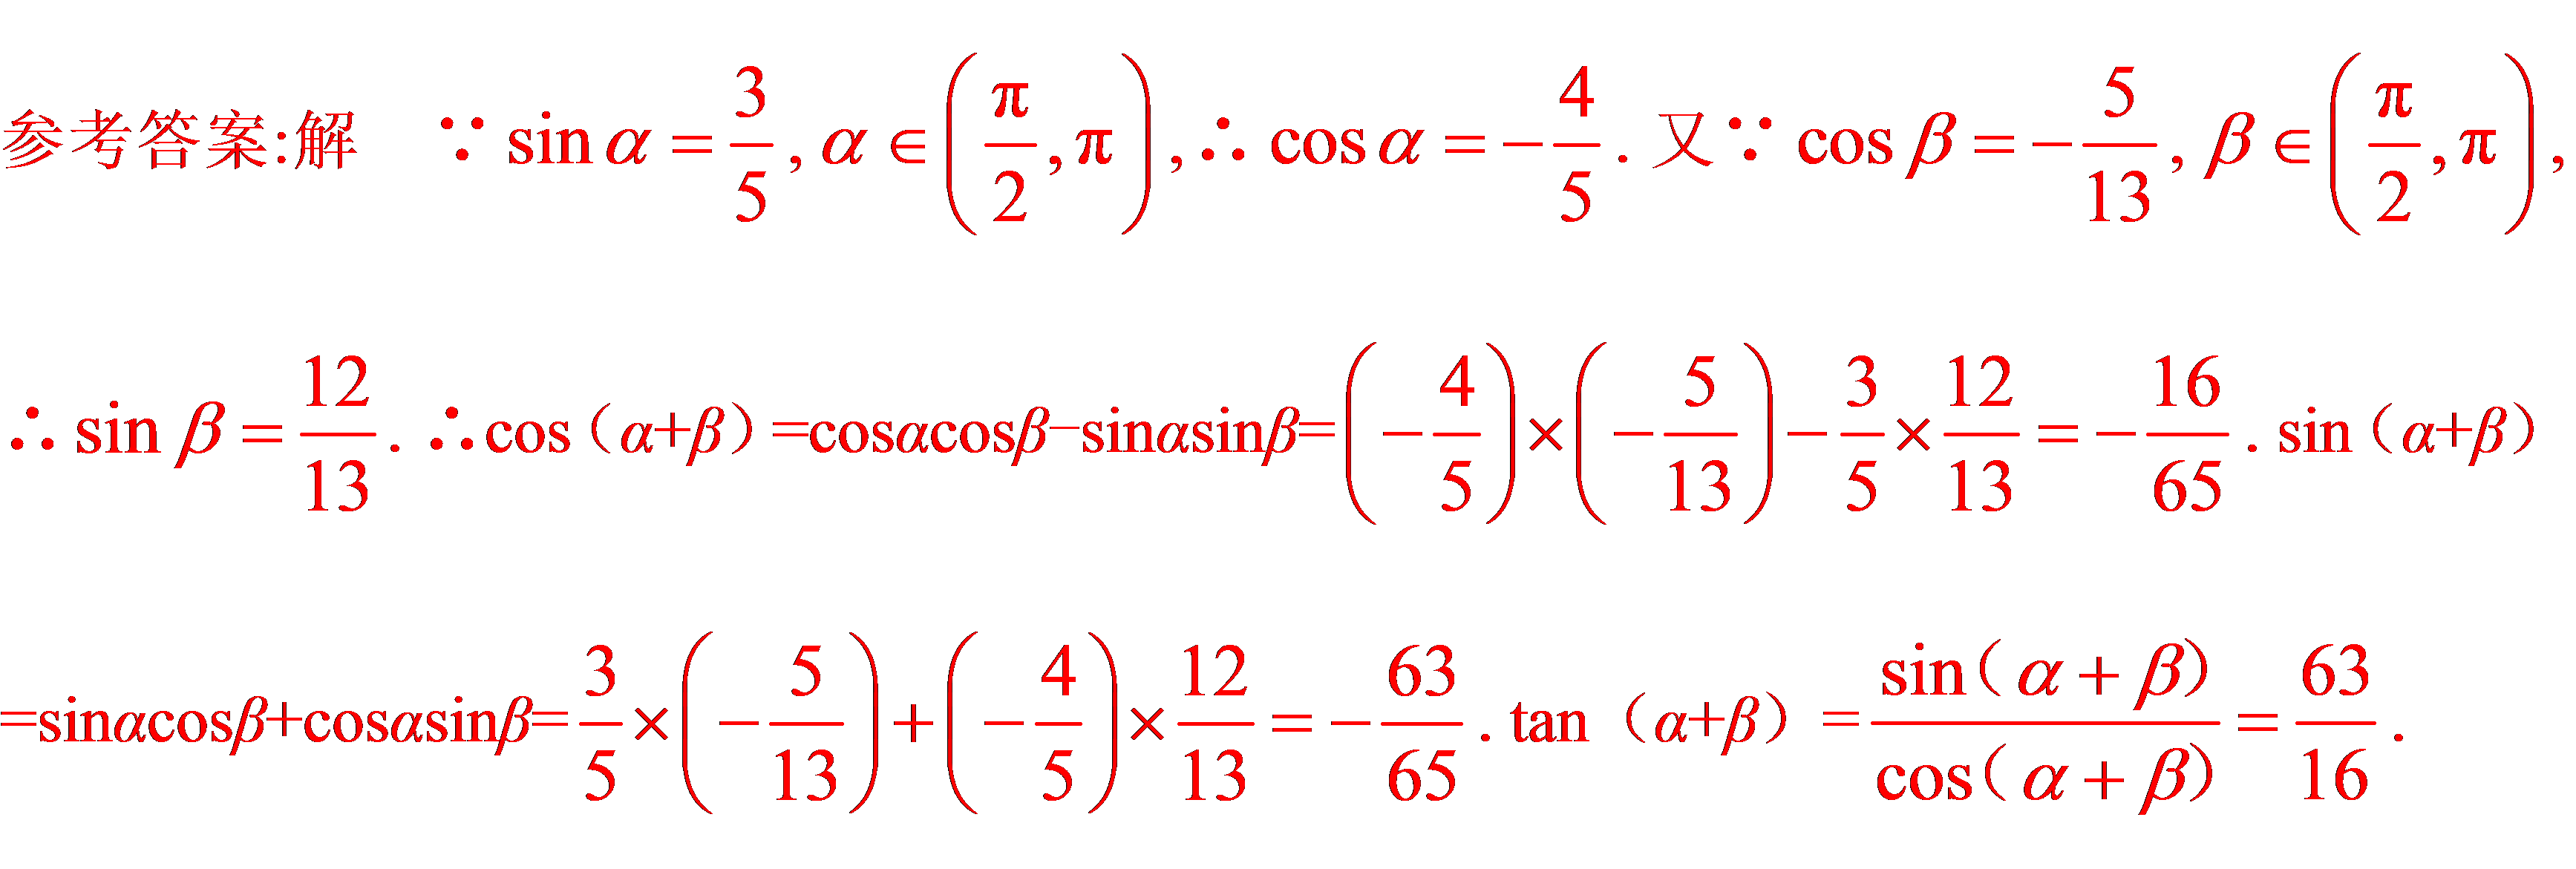 参考答案:解 ∵ sin α = 3/5, α ∈ (π/2, π), ∴ cos α = −4/5. 又∵ cos β = −5/13, β ∈ (π/2, π),
∴ sin β = 12/13. ∴cos（α+β）=cosαcosβ−sinαsinβ=(−4/5)×(−5/13)−3/5×12/13=−16/65. sin（α+β）
=sinαcosβ+cosαsinβ=3/5×(−5/13)+(−4/5)×12/13=−63/65. tan（α+β）=sin(α+β)/cos(α+β)=63/16.